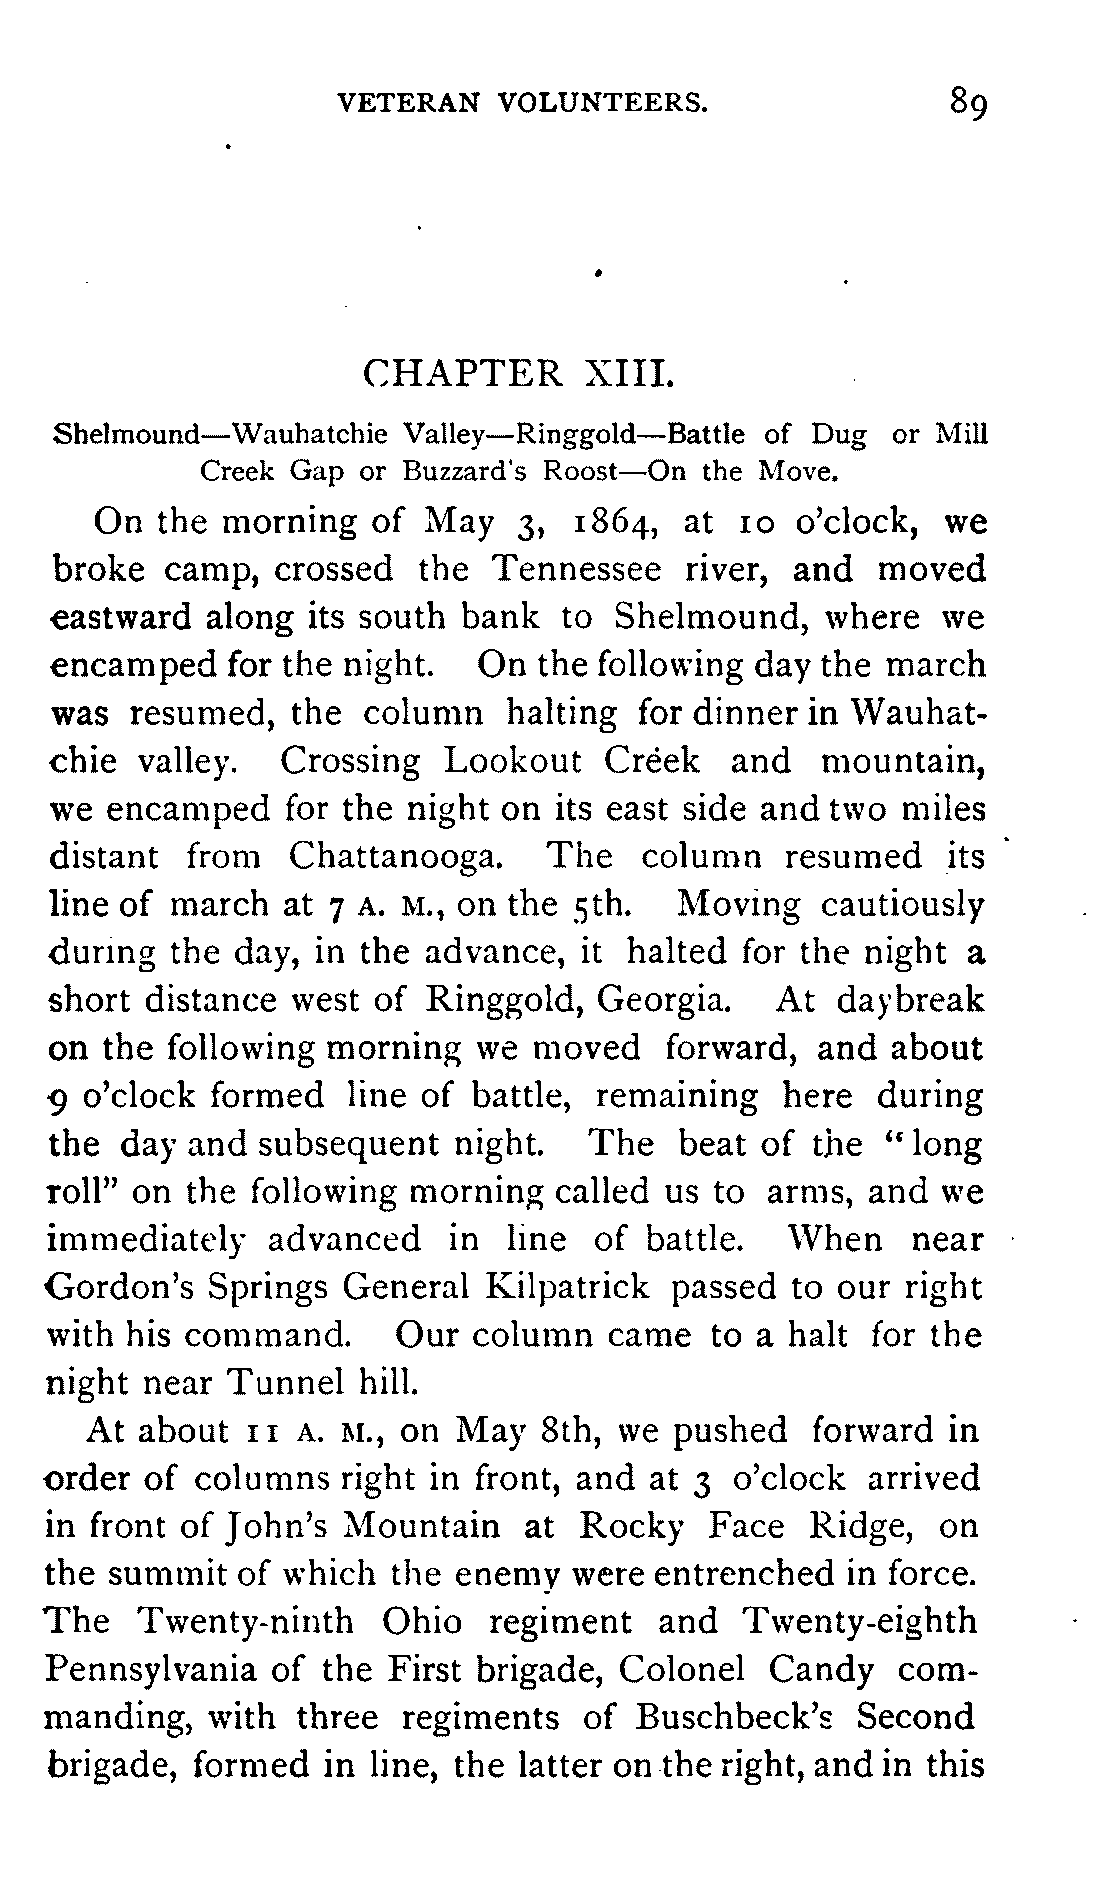 VETERAN VOLUNTEERS. 89
CHAPTER XIII.
Shelmound—Wauhatchie Valley—Ringgold—Battle of Dug or Mill
Creek Gap or Buzzard's Roost—On the Move.
On the morning of May 3, 1864, at 10 o'clock, we
broke camp, crossed the Tennessee river, and moved
eastward along its south bank to Shelmound, where we
encamped for the night. On the following day the march
was resumed, the column halting for dinner in Wauhat-
chie valley. Crossing Lookout Creek and mountain,
we encamped for the night on its east side and two miles
distant from Chattanooga. The column resumed its
line of march at 7 A. M., on the 5th. Moving cautiously
during the day, in the advance, it halted for the night a
short distance west of Ringgold, Georgia. At daybreak
on the following morning we moved forward, and about
9 o'clock formed line of battle, remaining here during
the day and subsequent night. The beat of the "long
roll" on the following morning called us to arms, and we
immediately advanced in line of battle. When near
Gordon's Springs General Kilpatrick passed to our right
with his command. Our column came to a halt for the
night near Tunnel hill.
At about 11 A. M., on May 8th, we pushed forward in
order of columns right in front, and at 3 o'clock arrived
in front of John's Mountain at Rocky Face Ridge, on
the summit of which the enemy were entrenched in force.
The Twenty-ninth Ohio regiment and Twenty-eighth
Pennsylvania of the First brigade, Colonel Candy com-
manding, with three regiments of Buschbeck's Second
brigade, formed in line, the latter on the right, and in this